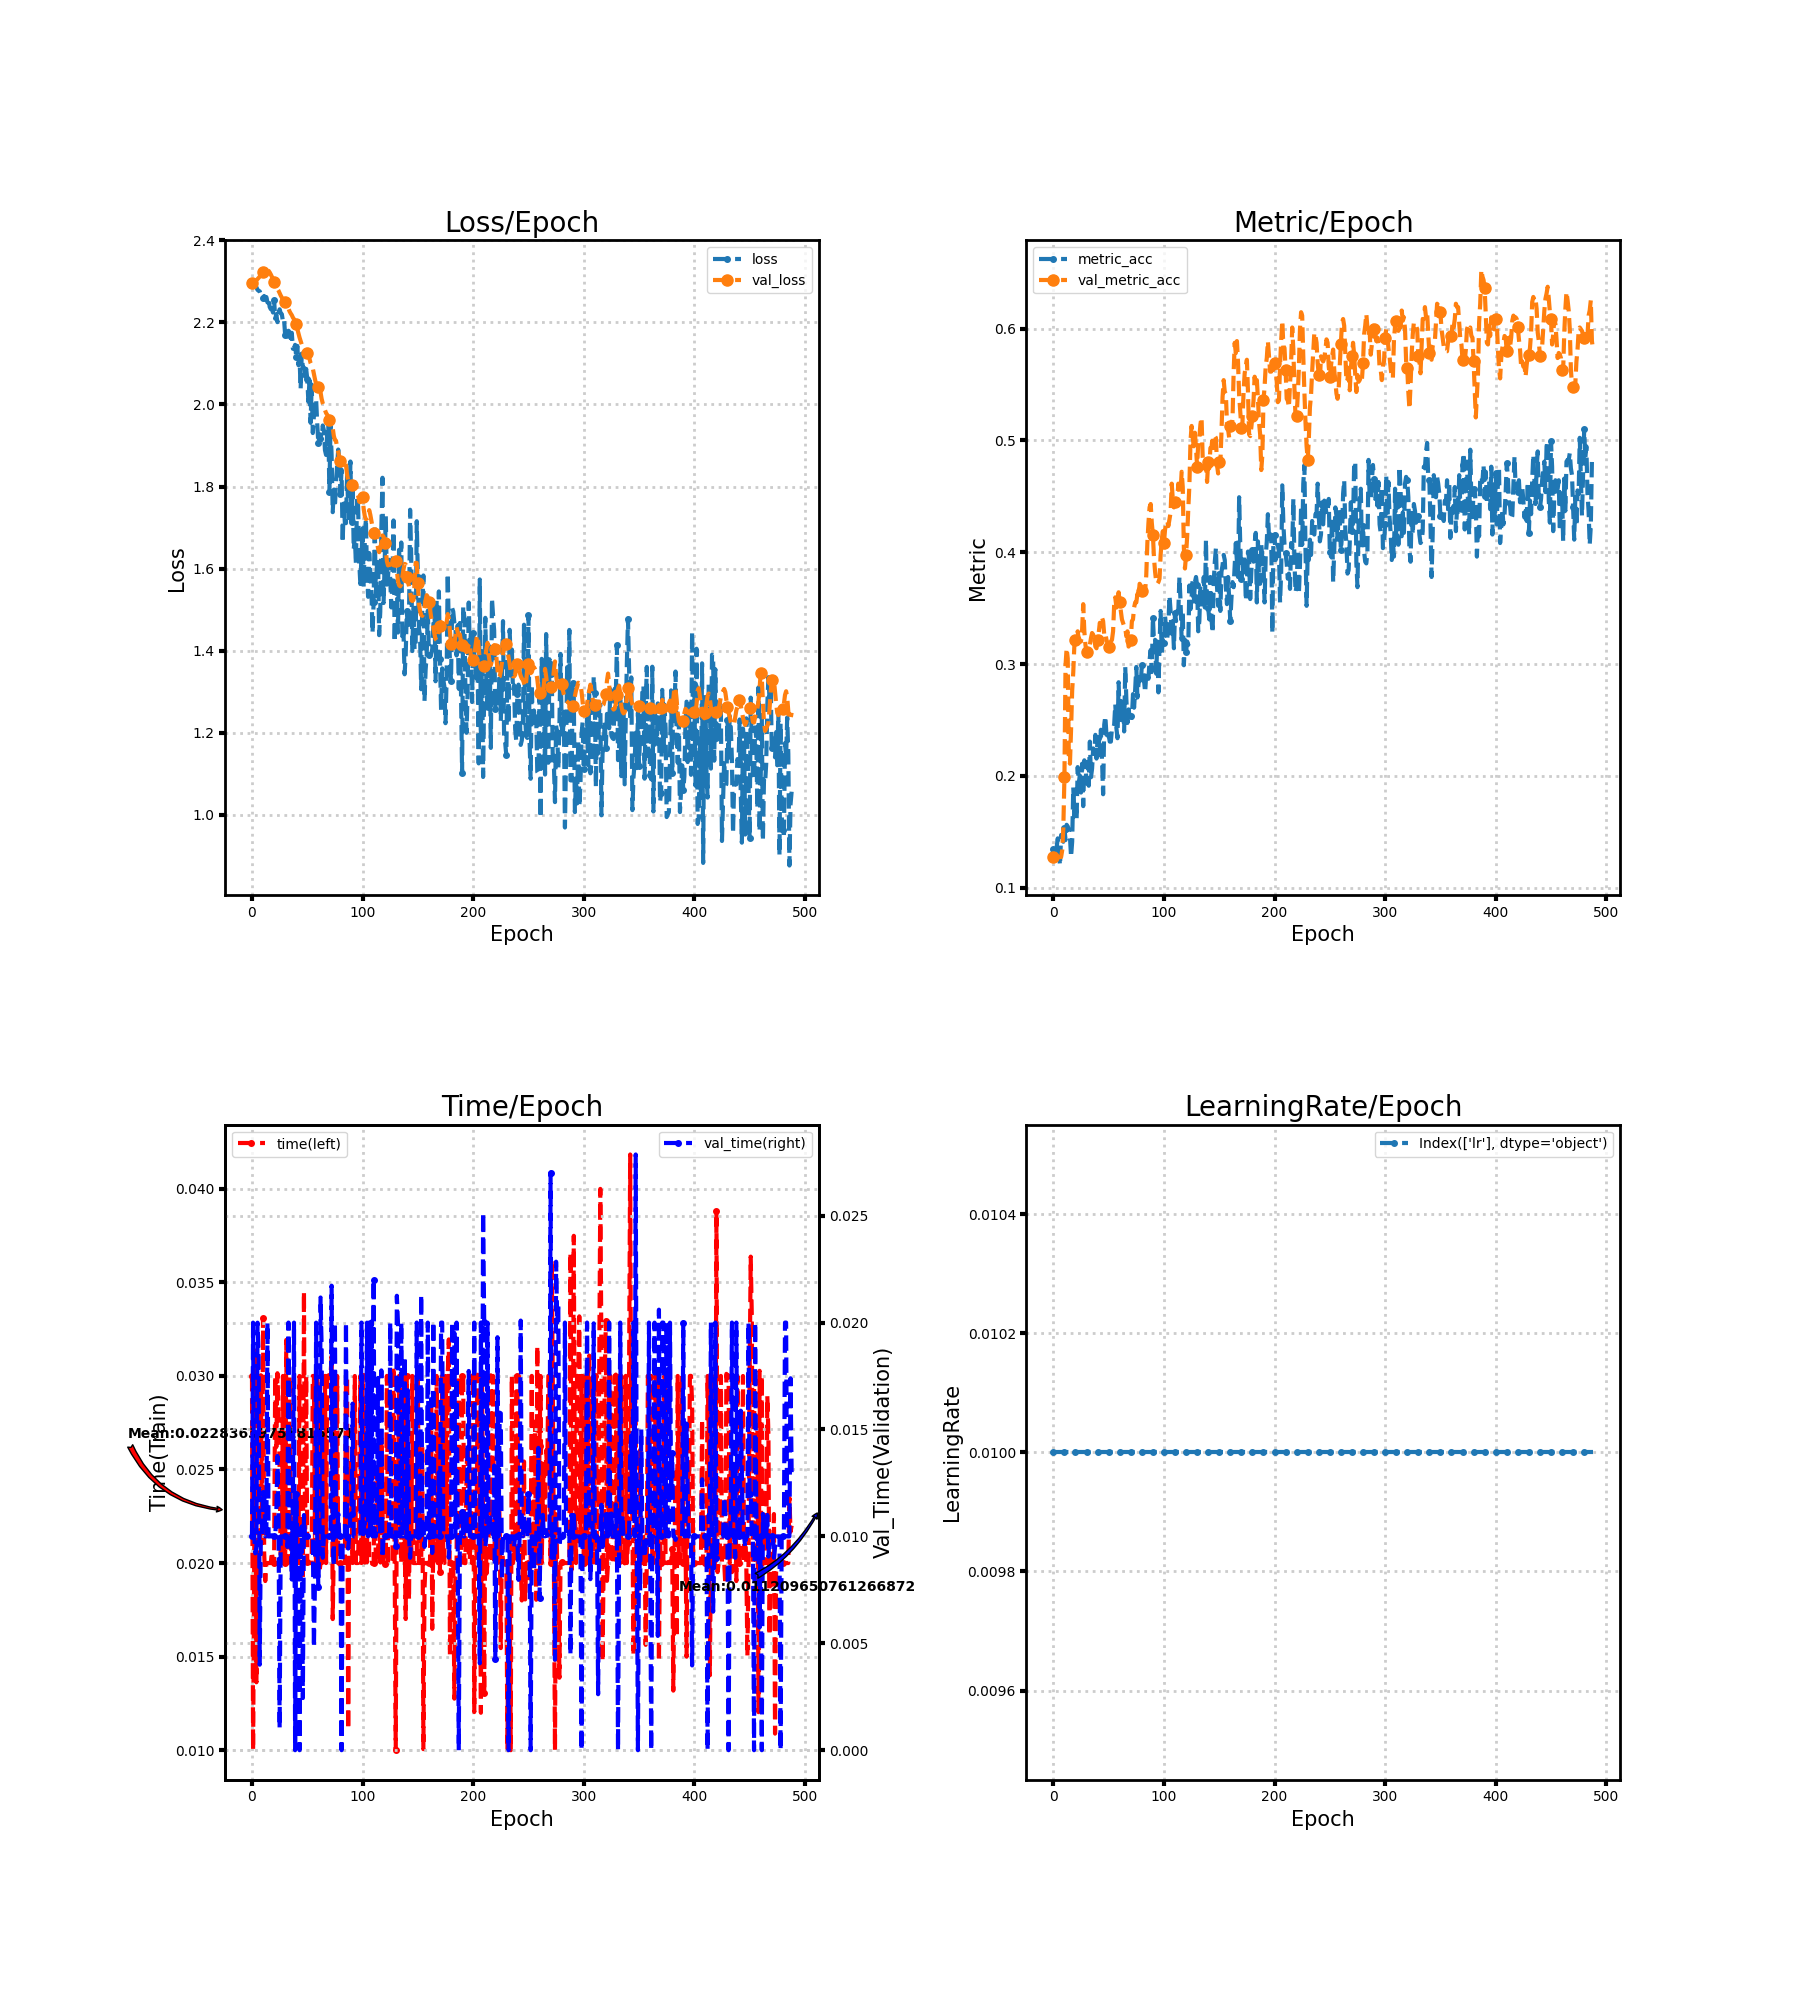 Loss/Epoch
2.4
2.2
2.0
1.8
1.6
1.4
1.2
1.0
Loss
loss
val_loss
0 100 200 300 400 500
Epoch
Metric/Epoch
0.6
0.5
0.4
0.3
0.2
0.1
Metric
metric_acc
val_metric_acc
0 100 200 300 400 500
Epoch
Time/Epoch
0.040
0.035
0.030
0.025
0.020
0.015
0.010
Time(Train)
time(left)
val_time(right)
0.025
0.020
0.015
0.010
0.005
0.000
Val_Time(Validation)
Mean:0.011209650761266872
0 100 200 300 400 500
Epoch
LearningRate/Epoch
0.0104
0.0102
0.0100
0.0098
0.0096
LearningRate
Index(['lr'], dtype='object')
0 100 200 300 400 500
Epoch